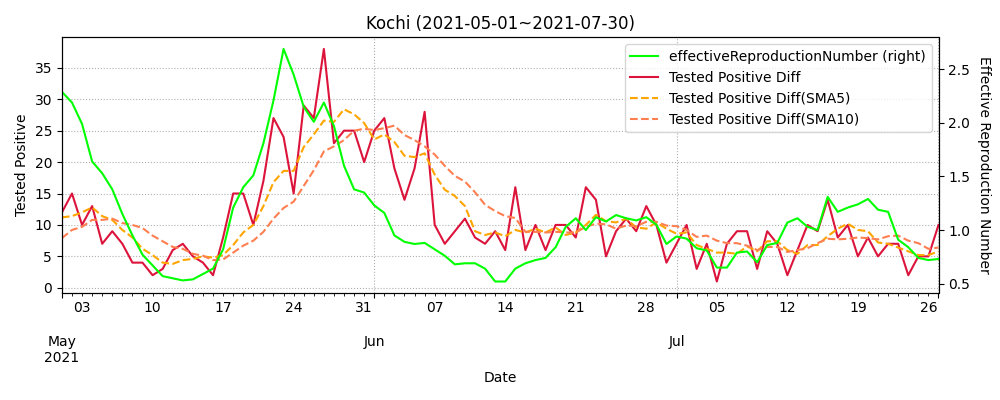 Kochi (2021-05-01~2021-07-30)
effectiveReproductionNumber (right)
Tested Positive Diff
Tested Positive Diff(SMA5)
Tested Positive Diff(SMA10)
Tested Positive
35
30
25
20
15
10
5
0
2.5
2.0
1.5
1.0
0.5
Effective Reproduction Number
03 10 17 24 31 07 14 21 28 05 12 19 26
May Jun Jul
2021
Date